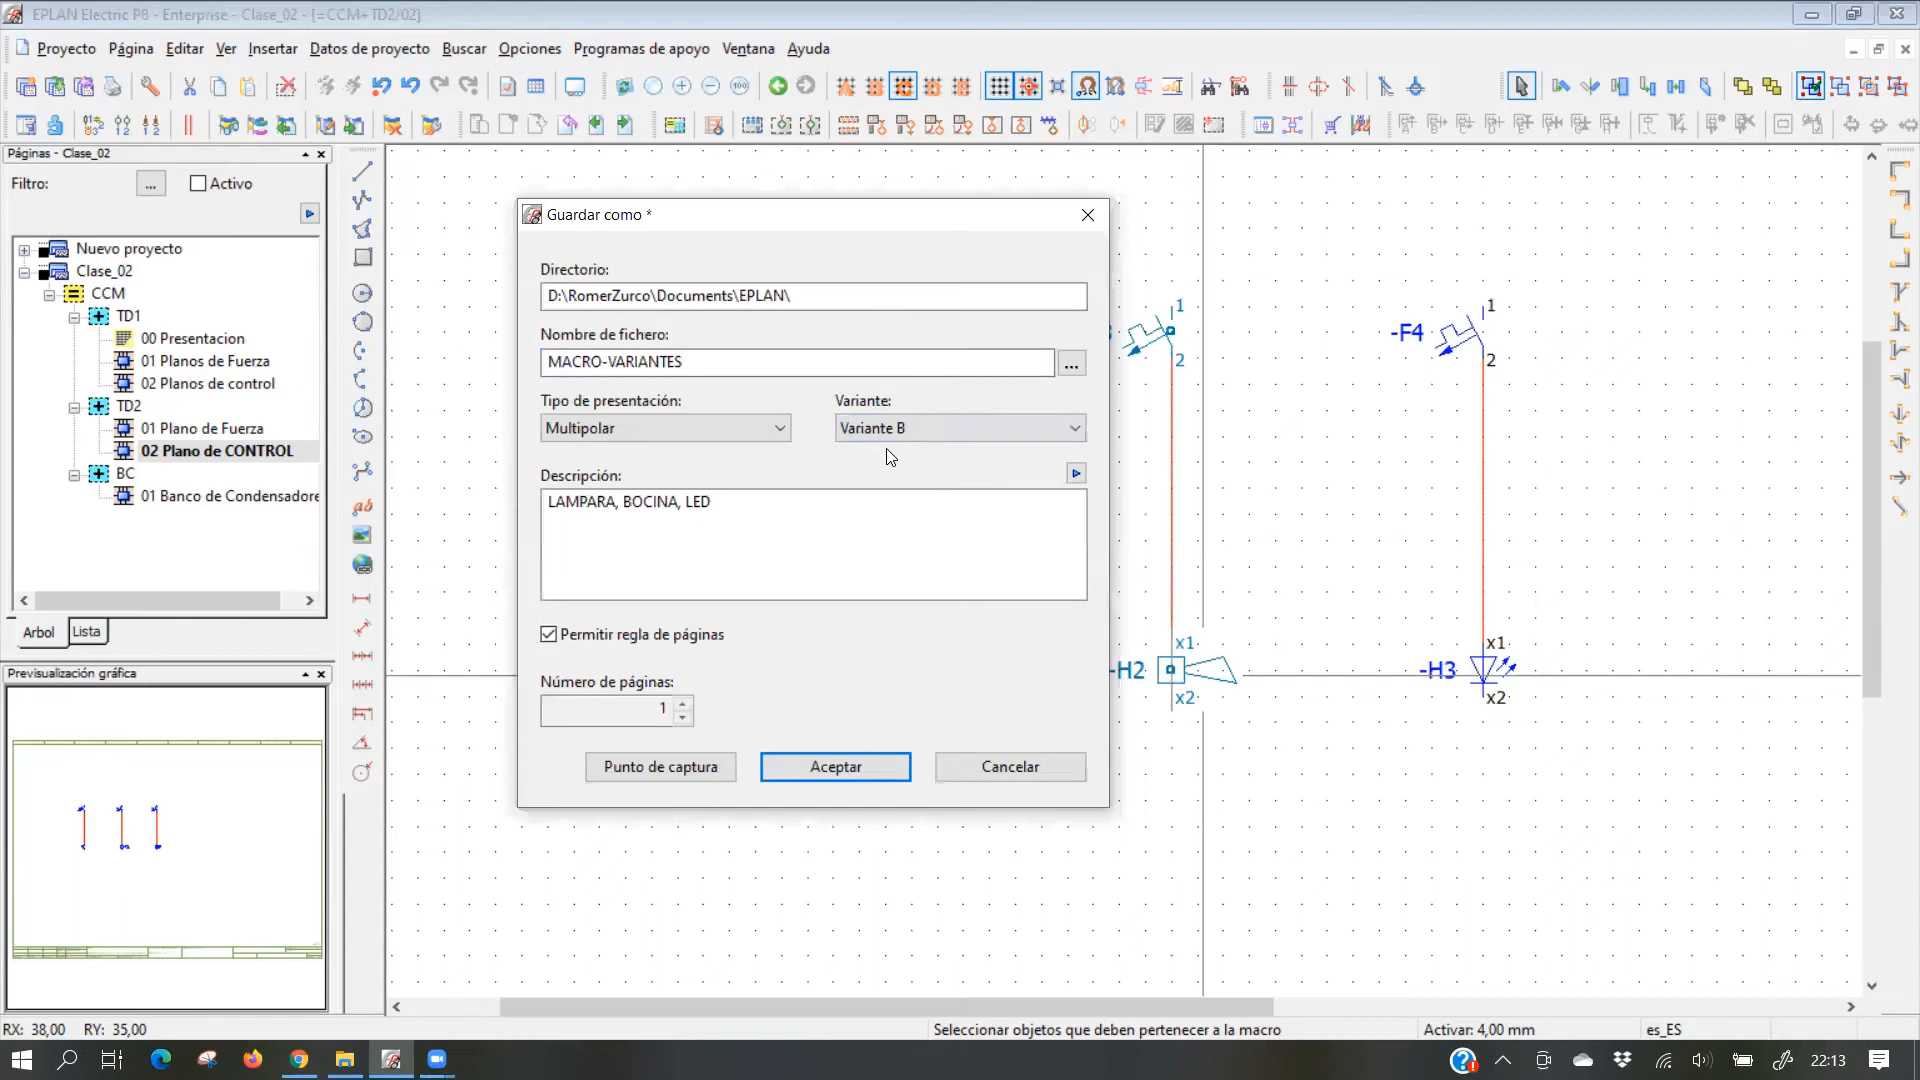 EPLAN Electric P8 - Enterprise - Clase_02 - [=CCM+TD2/02]
Proyecto Página Editar Ver Insertar Datos de proyecto Buscar Opciones Programas de apoyo Ventana Ayuda
Páginas - Clase_02
Filtro:
...
Activo
Nuevo proyecto
Clase_02
CCM
TD1
00 Presentacion
01 Planos de Fuerza
02 Planos de control
TD2
01 Plano de Fuerza
02 Plano de CONTROL
BC
01 Banco de Condensadore
Arbol
Lista
Previsualización gráfica
Guardar como *
Directorio:
D:\RomerZurco\Documents\EPLAN\
Nombre de fichero:
MACRO-VARIANTES
...
Tipo de presentación:
Variante:
Multipolar
Variante B
Descripción:
LAMPARA, BOCINA, LED
Permitir regla de páginas
Número de páginas:
1
Punto de captura
Aceptar
Cancelar
1
2
x1
-H2
x2
-F4
1
2
x1
-H3
x2
RX: 38,00
RY: 35,00
Seleccionar objetos que deben pertenecer a la macro
Activar: 4,00 mm
es_ES
22:13